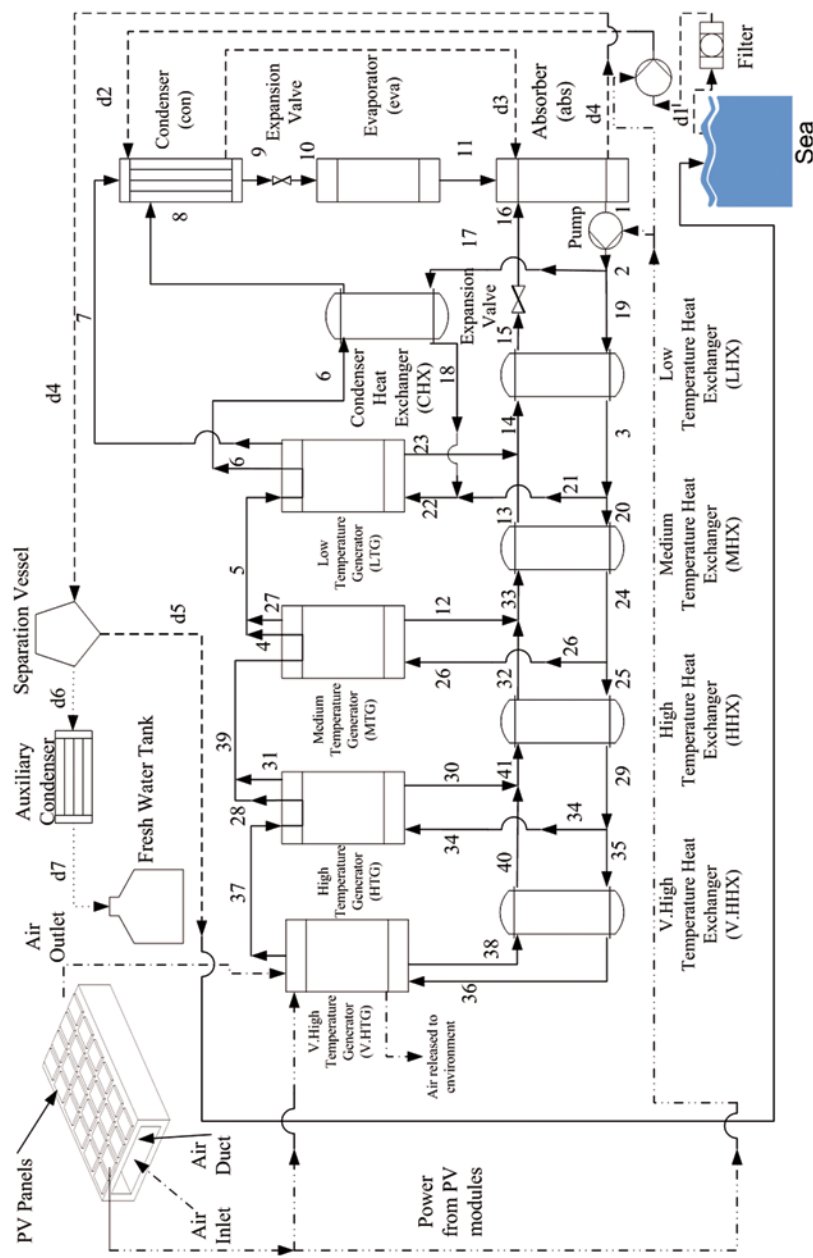 PV Panels
Air
Inlet
Air
Duct
Air
Outlet
d7
Fresh Water Tank
Auxiliary
Condenser
d6
Separation Vessel
d5
d4
7
d2
Condenser
(con)
8
9
Expansion
Valve
10
Evaporator
(eva)
11
d3
Absorber
(abs)
d4
16
1
Pump
d1
Filter
Sea
37
28
31
39
4
27
5
6
6
Condenser
Heat
Exchanger
(CHX)
17
18
Expansion
Valve
V.High
Temperature
Generator
(V.HTG)
High
Temperature
Generator
(HTG)
Medium
Temperature
Generator
(MTG)
Low
Temperature
Generator
(LTG)
Air released to
environment
38
36
30
34
34
12
26
26
23
22
21
40
41
32
33
13
14
15
35
29
25
24
20
3
19
2
V.High
Temperature Heat
Exchanger
(V.HHX)
High
Temperature Heat
Exchanger
(HHX)
Medium
Temperature Heat
Exchanger
(MHX)
Low
Temperature Heat
Exchanger
(LHX)
Power
from PV
modules